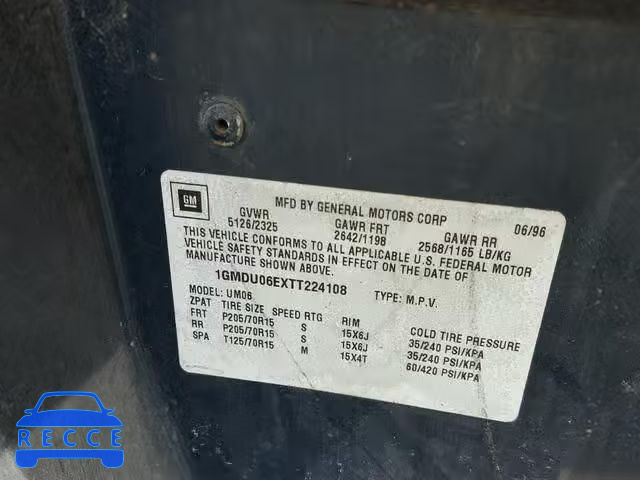 GM
MFD BY GENERAL MOTORS CORP 06/96
GVWR GAWR FRT GAWR RR
5126/2325 2642/1198 2568/1165 LB/KG
THIS VEHICLE CONFORMS TO ALL APPLICABLE U.S. FEDERAL MOTOR
VEHICLE SAFETY STANDARDS IN EFFECT ON THE DATE OF
MANUFACTURE SHOWN ABOVE.
1GMDU06EXTT224108
MODEL: UM06 TYPE: M.P.V.
ZPAT TIRE SIZE SPEED RTG RIM COLD TIRE PRESSURE
FRT P205/70R15 S 15X6J 35/240 PSI/KPA
RR P205/70R15 S 15X6J 35/240 PSI/KPA
SPA T125/70R15 M 15X4T 60/420 PSI/KPA
RECCE